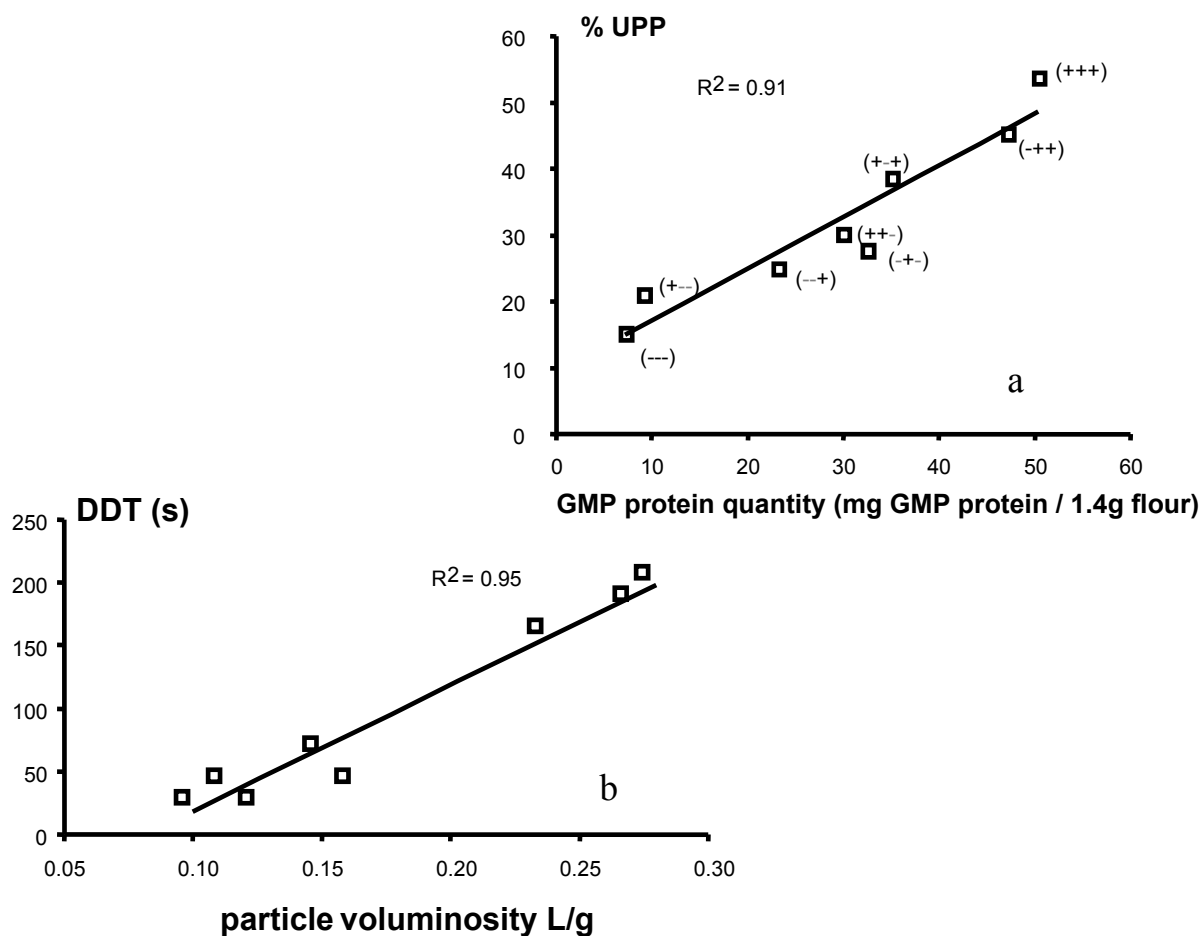 % UPP
60
50
40
30
20
10
0
R2 = 0.91
(+++)
(-++)
(+-+)
(++-)
(-+-)
(--+)
(+--)
(---)
a
0 10 20 30 40 50 60
GMP protein quantity (mg GMP protein / 1.4g flour)
DDT (s)
250
200
150
100
50
0
R2 = 0.95
b
0.05 0.10 0.15 0.20 0.25 0.30
particle voluminosity L/g